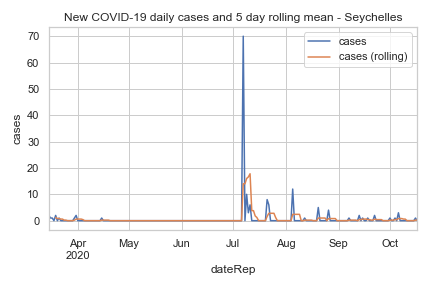 New COVID-19 daily cases and 5 day rolling mean - Seychelles
cases
cases (rolling)
70
60
50
40
30
20
10
0
cases
Apr
2020
May
Jun
Jul
Aug
Sep
Oct
dateRep